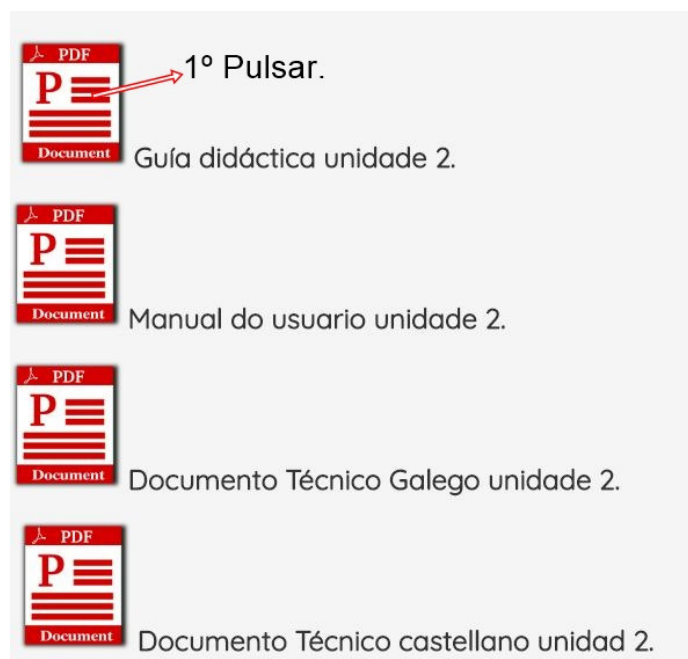 PDF
1º Pulsar.
P
Document
Guía didáctica unidade 2.
PDF
P
Document
Manual do usuario unidade 2.
PDF
P
Document
Documento Técnico Galego unidade 2.
PDF
P
Document
Documento Técnico castellano unidad 2.